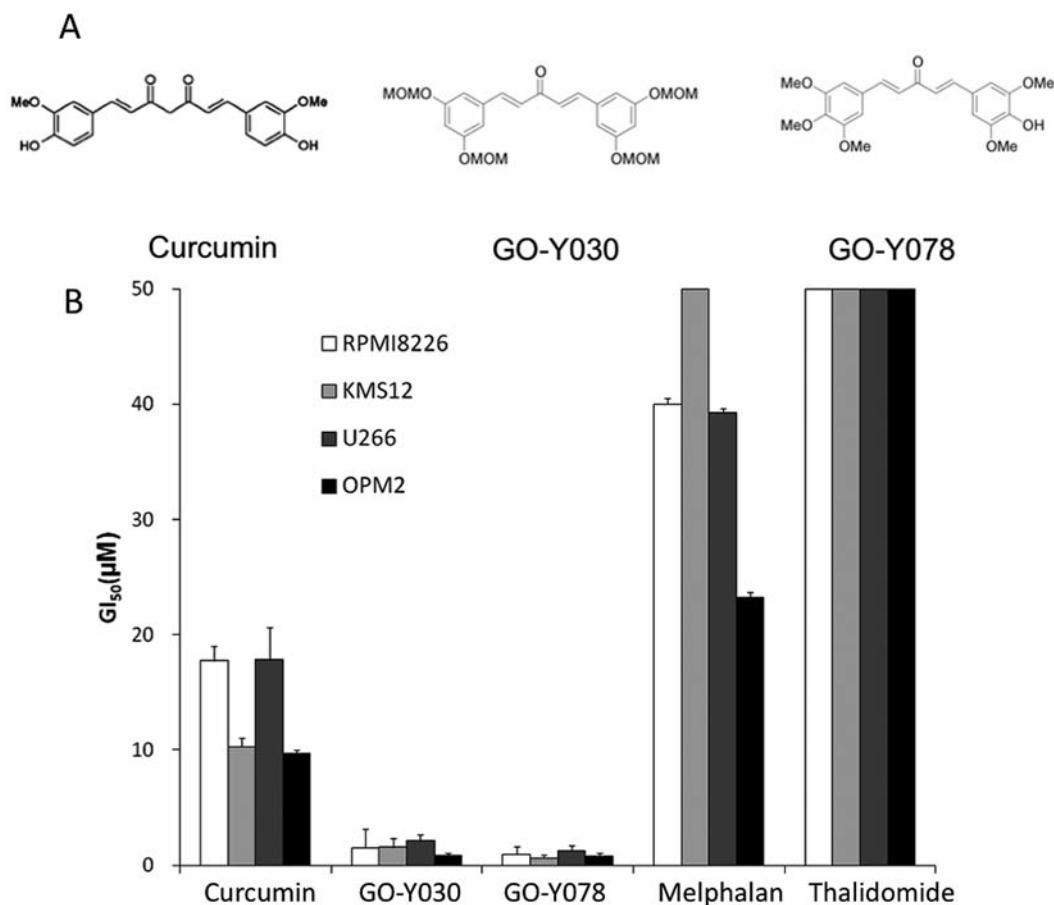 A
O O O O
MeO OMe MOMO OMOM MeO OMe
HO OH OMOM OMOM MeO OH
OMe OMe
Curcumin GO-Y030 GO-Y078
B
50
40
30
20
10
0
GI50(μM)
RPMI8226
KMS12
U266
OPM2
Curcumin GO-Y030 GO-Y078 Melphalan Thalidomide